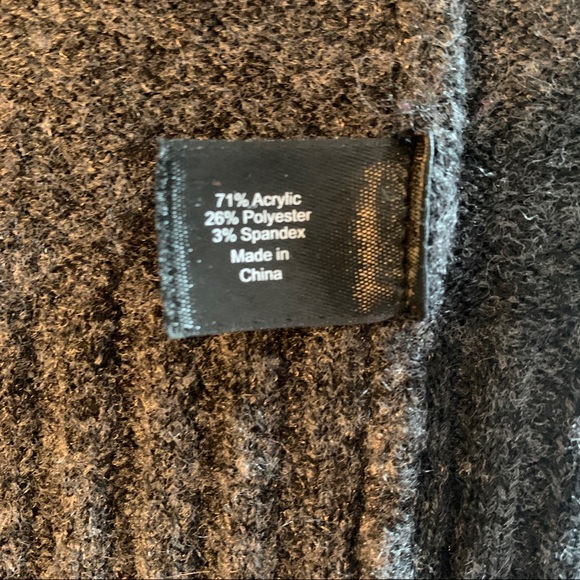 71% Acrylic
26% Polyester
3% Spandex
Made in
China